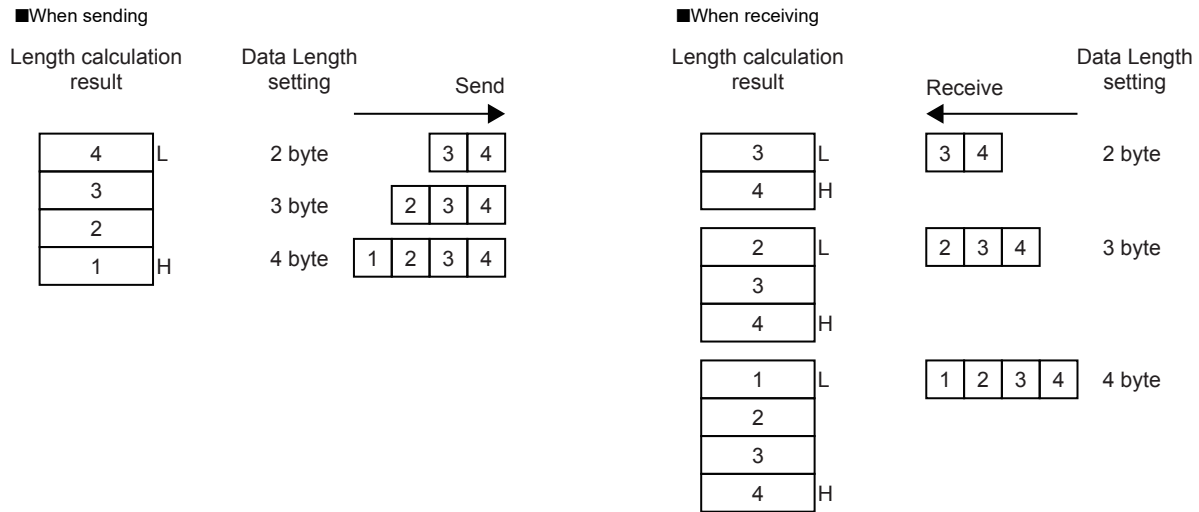 ■When sending
Length calculation
result
Data Length
setting
Send
4 L
3
2
1 H
2 byte
3 4
3 byte
2 3 4
4 byte
1 2 3 4
■When receiving
Length calculation
result
Receive
Data Length
setting
3 L
4 H
3 4
2 byte
2 L
3
4 H
2 3 4
3 byte
1 L
2
3
4 H
1 2 3 4
4 byte